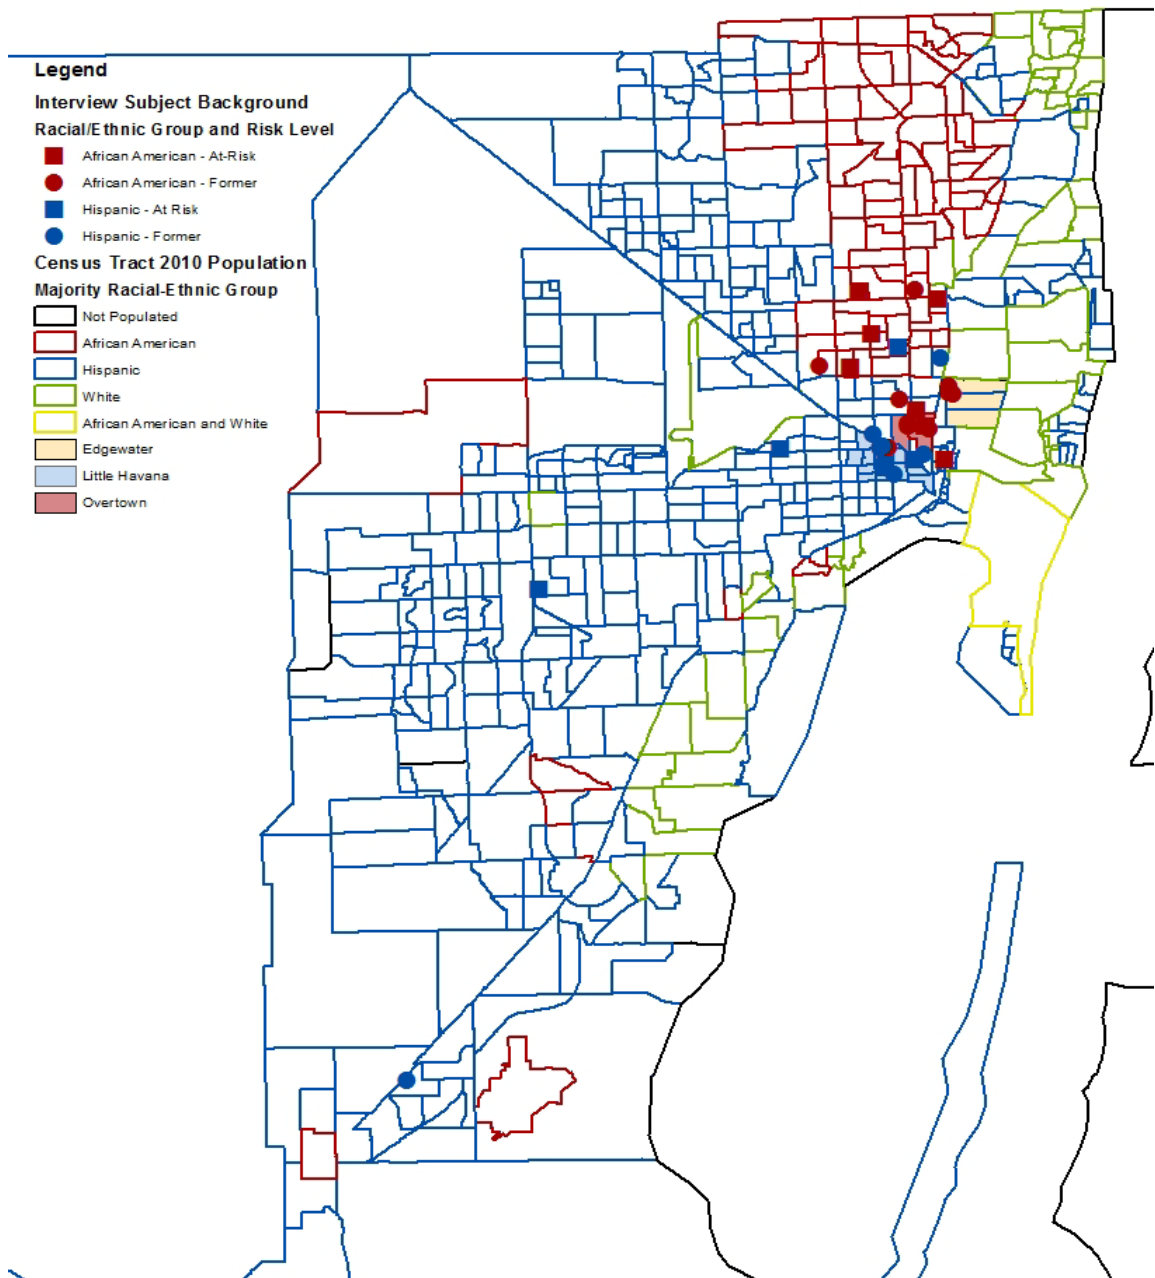 Legend
Interview Subject Background
Racial/Ethnic Group and Risk Level
African American - At-Risk
African American - Former
Hispanic - At Risk
Hispanic - Former
Census Tract 2010 Population
Majority Racial-Ethnic Group
Not Populated
African American
Hispanic
White
African American and White
Edgewater
Little Havana
Overtown